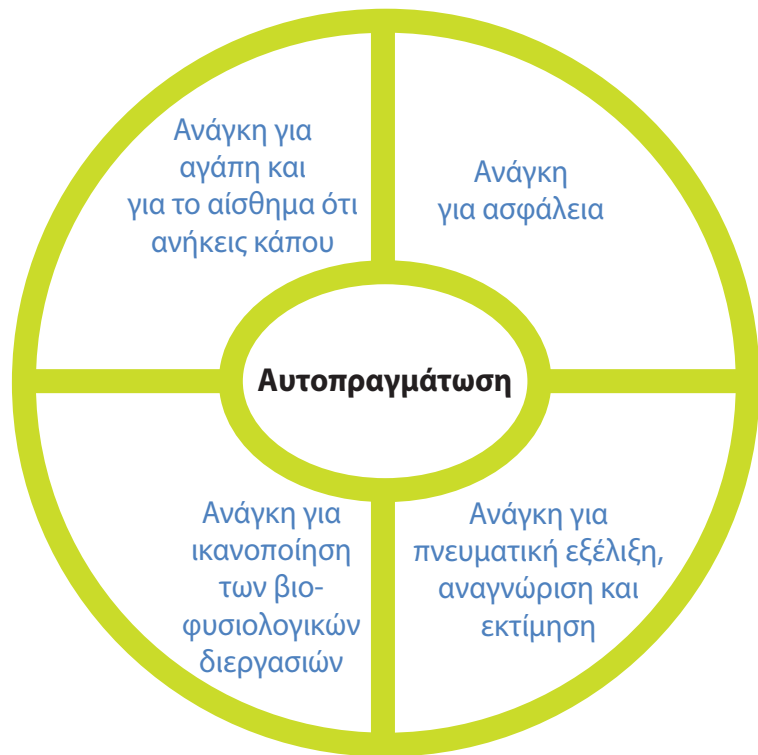 Ανάγκη για
αγάπη και
για το αίσθημα ότι
ανήκεις κάπου
Ανάγκη
για ασφάλεια
Αυτοπραγμάτωση
Ανάγκη για
ικανοποίηση
των βιο-
φυσιολογικών
διεργασιών
Ανάγκη για
πνευματική εξέλιξη,
αναγνώριση και
εκτίμηση